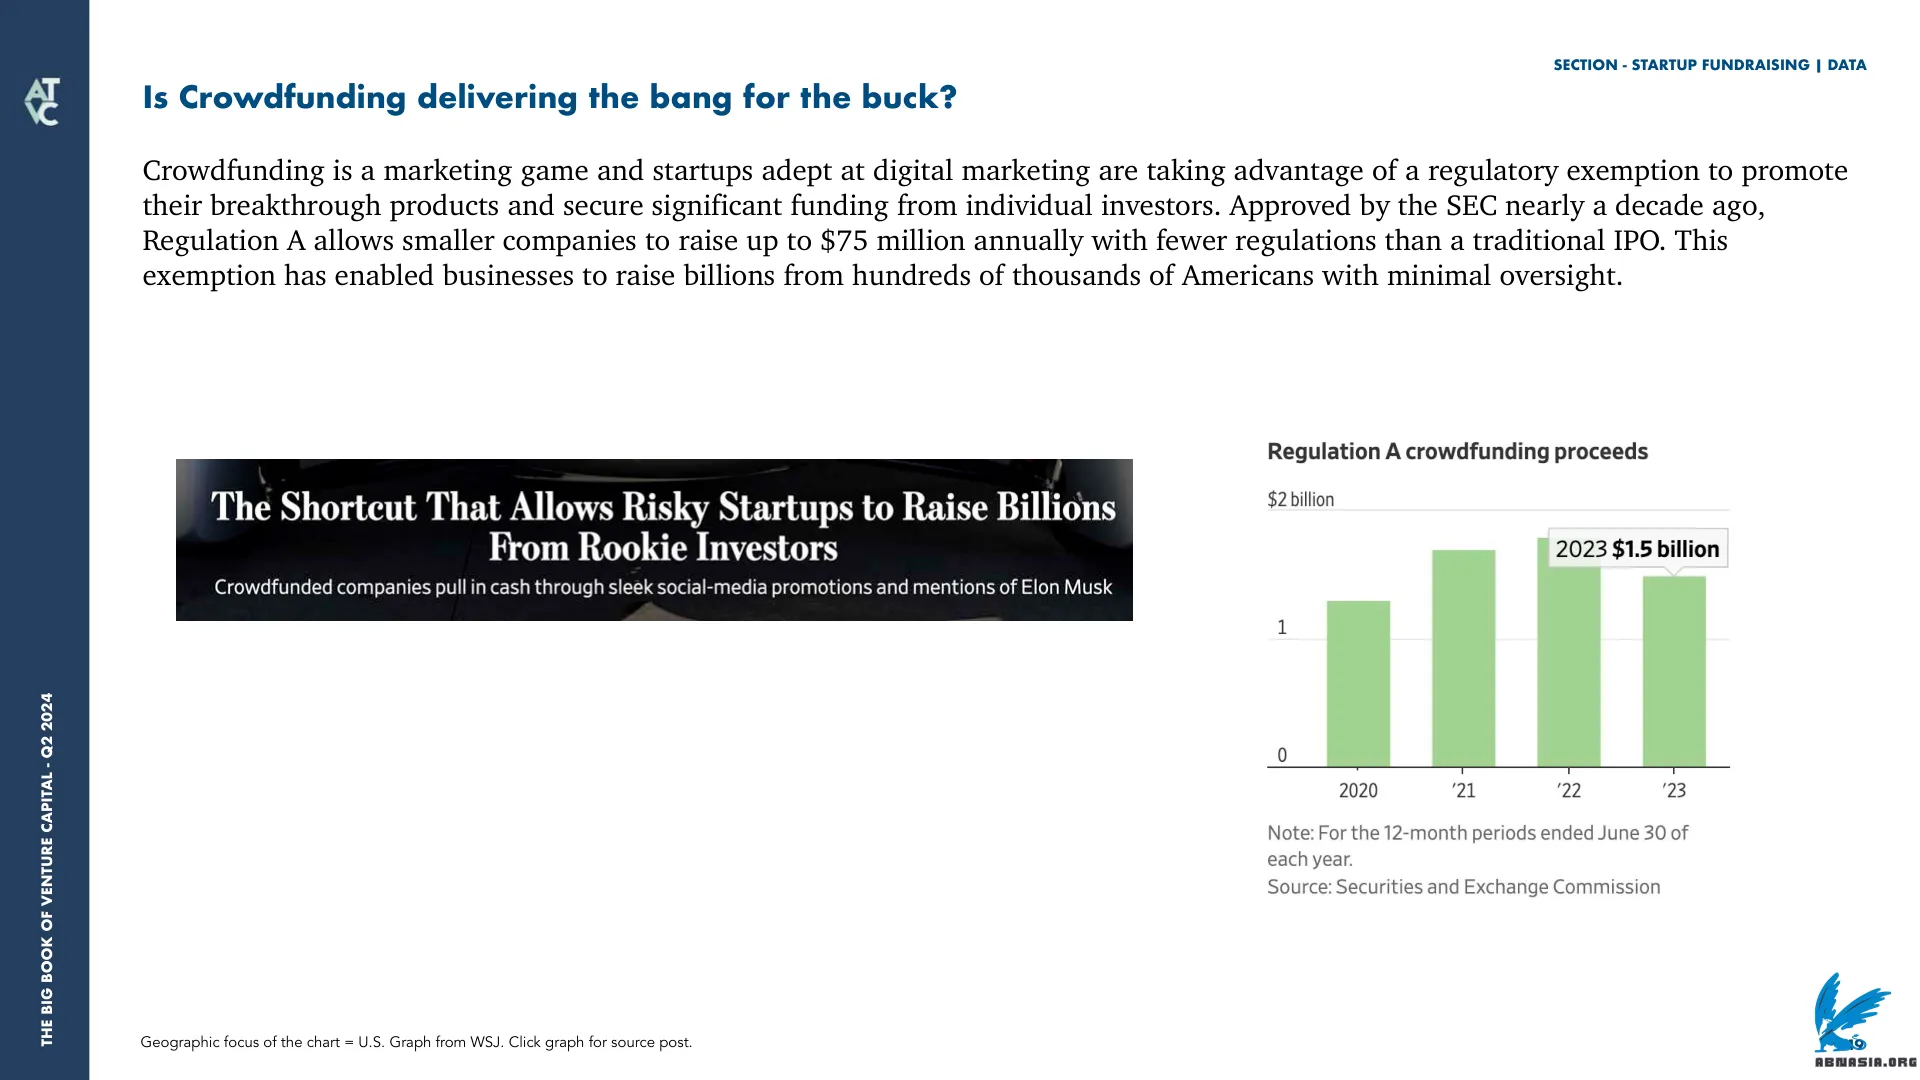 AT
VC
SECTION - STARTUP FUNDRAISING | DATA
Is Crowdfunding delivering the bang for the buck?
Crowdfunding is a marketing game and startups adept at digital marketing are taking advantage of a regulatory exemption to promote
their breakthrough products and secure significant funding from individual investors. Approved by the SEC nearly a decade ago,
Regulation A allows smaller companies to raise up to $75 million annually with fewer regulations than a traditional IPO. This
exemption has enabled businesses to raise billions from hundreds of thousands of Americans with minimal oversight.
The Shortcut That Allows Risky Startups to Raise Billions
From Rookie Investors
Crowdfunded companies pull in cash through sleek social-media promotions and mentions of Elon Musk
Regulation A crowdfunding proceeds
$2 billion
2023 $1.5 billion
1
0
2020 ’21 ’22 ’23
Note: For the 12-month periods ended June 30 of
each year.
Source: Securities and Exchange Commission
THE BIG BOOK OF VENTURE CAPITAL - Q2 2024
Geographic focus of the chart = U.S. Graph from WSJ. Click graph for source post.
19
ABNASIA.ORG